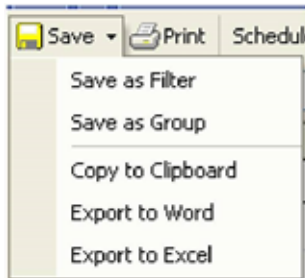 Save Print Schedul
Save as Filter
Save as Group
Copy to Clipboard
Export to Word
Export to Excel